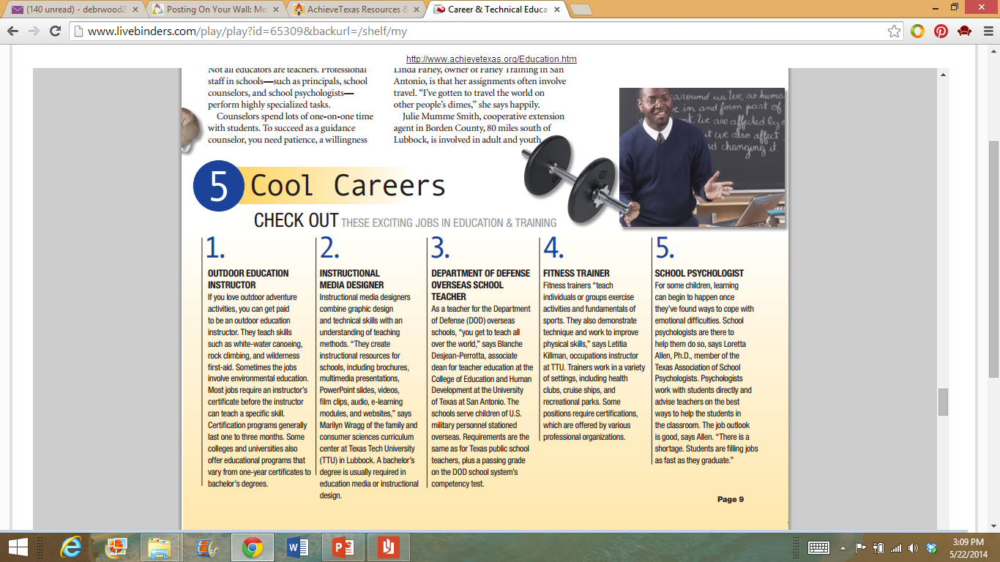 (140 unread) - debrwood2
Posting On Your Wall: Mo
AchieveTexas Resources &
Career & Technical Educa
www.livebinders.com/play/play?id=65309&backurl=/shelf/my
http://www.achievetexas.org/Education.htm
Not all educators are teachers. Professional
staff in schools—such as principals, school
counselors, and school psychologists—
perform highly specialized tasks.
Counselors spend lots of one-on-one time
with students. To succeed as a guidance
counselor, you need patience, a willingness
Linda Farley, owner of Farley Training in San
Antonio, is that her assignments often involve
travel. “I’ve gotten to travel the world on
other people’s dimes,” she says happily.
Julie Mumme Smith, cooperative extension
agent in Borden County, 80 miles south of
Lubbock, is involved in adult and youth
around us. We, as huma
e in and form part of
t. We are affected by
t we also affect
nd changing it.
5 Cool Careers
CHECK OUT THESE EXCITING JOBS IN EDUCATION & TRAINING
1.
OUTDOOR EDUCATION
INSTRUCTOR
If you love outdoor adventure
activities, you can get paid
to be an outdoor education
instructor. They teach skills
such as white-water canoeing,
rock climbing, and wilderness
first-aid. Sometimes the jobs
involve environmental education.
Most jobs require an instructor’s
certificate before the instructor
can teach a specific skill.
Certification programs generally
last one to three months. Some
colleges and universities also
offer educational programs that
vary from one-year certificates to
bachelor’s degrees.
2.
INSTRUCTIONAL
MEDIA DESIGNER
Instructional media designers
combine graphic design
and technical skills with an
understanding of teaching
methods. “They create
instructional resources for
schools, including brochures,
multimedia presentations,
PowerPoint slides, videos,
film clips, audio, e-learning
modules, and websites,” says
Marilyn Wragg of the family and
consumer sciences curriculum
center at Texas Tech University
(TTU) in Lubbock. A bachelor’s
degree is usually required in
education media or instructional
design.
3.
DEPARTMENT OF DEFENSE
OVERSEAS SCHOOL
TEACHER
As a teacher for the Department
of Defense (DOD) overseas
schools, “you get to teach all
over the world,” says Blanche
Desjean-Perrotta, associate
dean for teacher education at the
College of Education and Human
Development at the University
of Texas at San Antonio. The
schools serve children of U.S.
military personnel stationed
overseas. Requirements are the
same as for Texas public school
teachers, plus a passing grade
on the DOD school system’s
competency test.
4.
FITNESS TRAINER
Fitness trainers “teach
individuals or groups exercise
activities and fundamentals of
sports. They also demonstrate
technique and work to improve
physical skills,” says Letitia
Killman, occupations instructor
at TTU. Trainers work in a variety
of settings, including health
clubs, cruise ships, and
recreational parks. Some
positions require certifications,
which are offered by various
professional organizations.
5.
SCHOOL PSYCHOLOGIST
For some children, learning
can begin to happen once
they’ve found ways to cope with
emotional difficulties. School
psychologists are there to
help them do so, says Loretta
Allen, Ph.D., member of the
Texas Association of School
Psychologists. Psychologists
work with students directly and
advise teachers on the best
ways to help the students in
the classroom. The job outlook
is good, says Allen. “There is a
shortage. Students are filling jobs
as fast as they graduate.”
Page 9
3:09 PM
5/22/2014